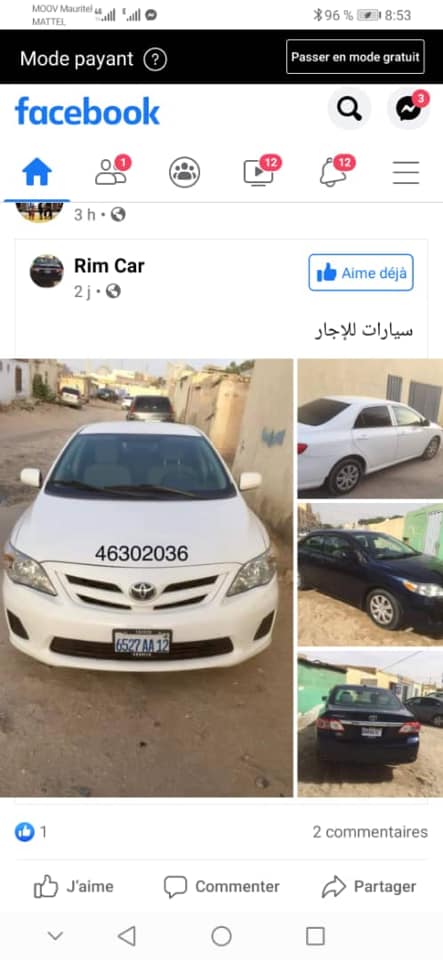 MOOV Mauritel
MATTEL
96 %
8:53
Mode payant ?
Passer en mode gratuit
facebook
3
1
12
12
3 h
Rim Car
2 j
Aime déjà
سيارات للإجار
46302036
6527AA12
1
2 commentaires
J'aime
Commenter
Partager